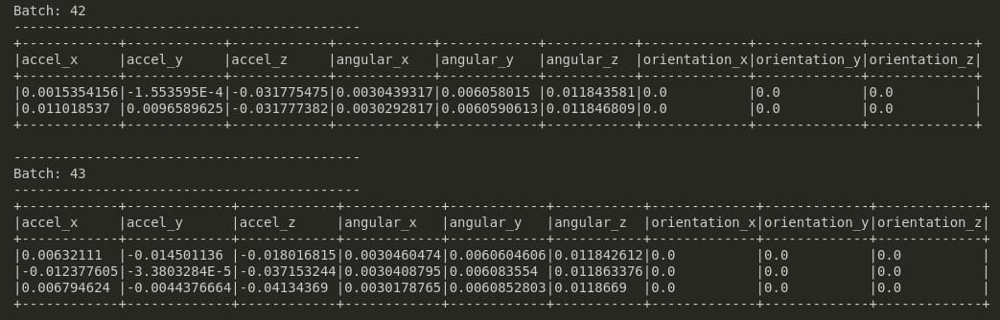 Batch: 42
-------------------------------------------
+------------+------------+------------+------------+------------+-----------+-------------+-------------+-------------+
|accel_x     |accel_y     |accel_z     |angular_x   |angular_y   |angular_z  |orientation_x|orientation_y|orientation_z|
+------------+------------+------------+------------+------------+-----------+-------------+-------------+-------------+
|0.0015354156|-1.553595E-4|-0.031775475|0.0030439317|0.006058015 |0.011843581|0.0          |0.0          |0.0          |
|0.011018537 |0.0096589625|-0.031777382|0.0030292817|0.0060590613|0.011846809|0.0          |0.0          |0.0          |
+------------+------------+------------+------------+------------+-----------+-------------+-------------+-------------+
-------------------------------------------
Batch: 43
-------------------------------------------
+------------+-------------+------------+------------+------------+-----------+-------------+-------------+-------------+
|accel_x     |accel_y      |accel_z     |angular_x   |angular_y   |angular_z  |orientation_x|orientation_y|orientation_z|
+------------+-------------+------------+------------+------------+-----------+-------------+-------------+-------------+
|0.00632111  |-0.014501136 |-0.018016815|0.0030460474|0.0060604606|0.011842612|0.0          |0.0          |0.0          |
|-0.012377605|-3.3803284E-5|-0.037153244|0.0030408795|0.006083554 |0.011863376|0.0          |0.0          |0.0          |
|0.006794624 |-0.0044376664|-0.04134369 |0.0030178765|0.0060852803|0.0118669  |0.0          |0.0          |0.0          |
+------------+-------------+------------+------------+------------+-----------+-------------+-------------+-------------+